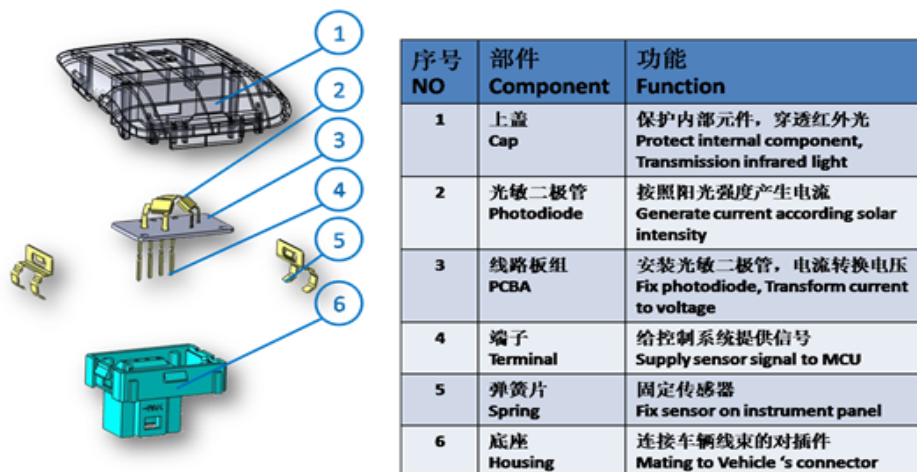 1
2
3
4
5
6
序号 部件 功能
NO Component Function
1 上盖 保护内部元件，穿透红外光
Cap Protect internal component,
Transmission infrared light
2 光敏二极管 按照阳光强度产生电流
Photodiode Generate current according solar
intensity
3 线路板组 安装光敏二极管，电流转换电压
PCBA Fix photodiode, Transform current
to voltage
4 端子 给控制系统提供信号
Terminal Supply sensor signal to MCU
5 弹簧片 固定传感器
Spring Fix sensor on instrument panel
6 底座 连接车辆线束的对插件
Housing Mating to Vehicle ‘s connector